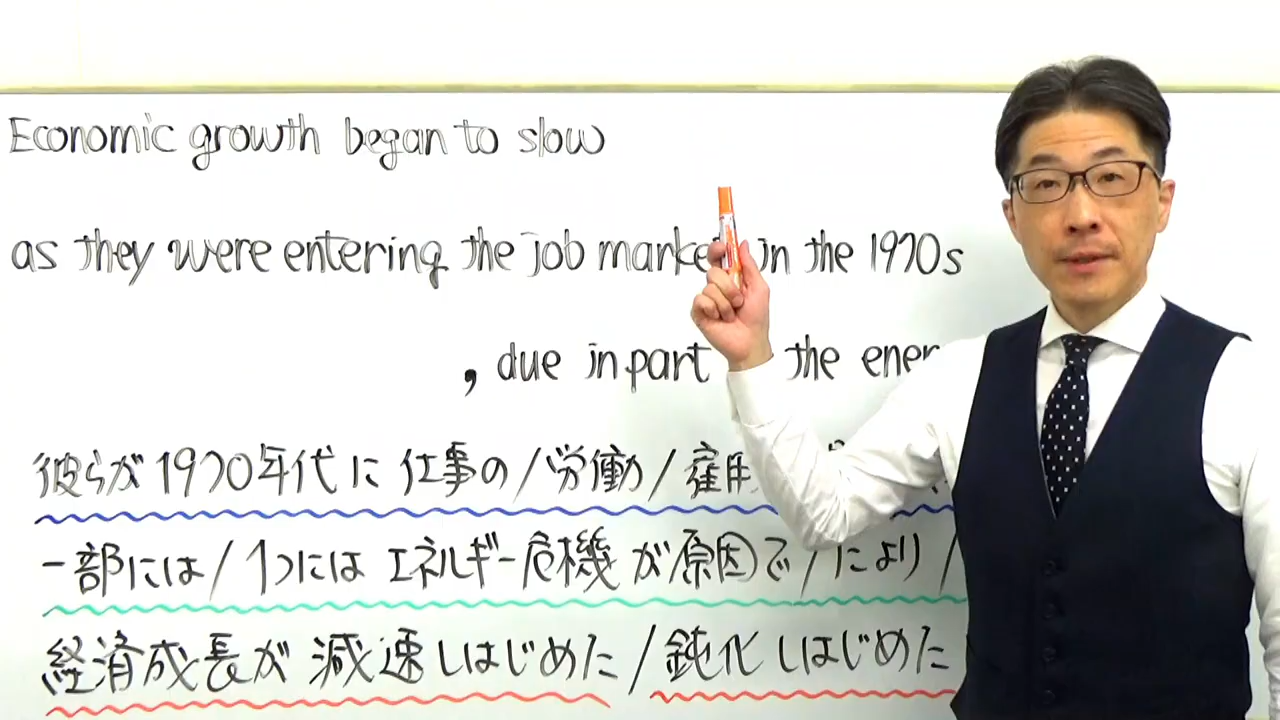 Economic growth began to slow
as they were entering the job market in the 1970s
, due in part the
彼らが1970年代に 仕事の/労働/雇用
一部には/1つには エネルギー危機が原因で/により/
経済成長が 減速しはじめた/鈍化しはじめた